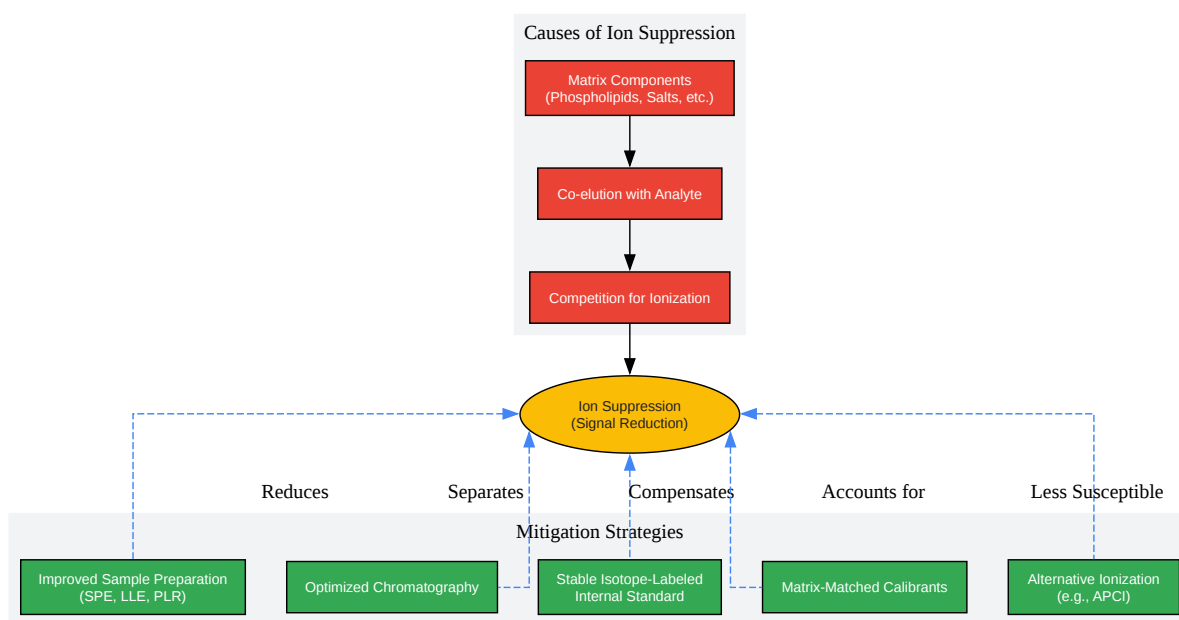 Causes of Ion Suppression
Matrix Components
(Phospholipids, Salts, etc.)
Co-elution with Analyte
Competition for Ionization
Ion Suppression
(Signal Reduction)
Reduces
Separates
Compensates
Accounts for
Less Susceptible
Mitigation Strategies
Improved Sample Preparation
(SPE, LLE, PLR)
Optimized Chromatography
Stable Isotope-Labeled
Internal Standard
Matrix-Matched Calibrants
Alternative Ionization
(e.g., APCI)